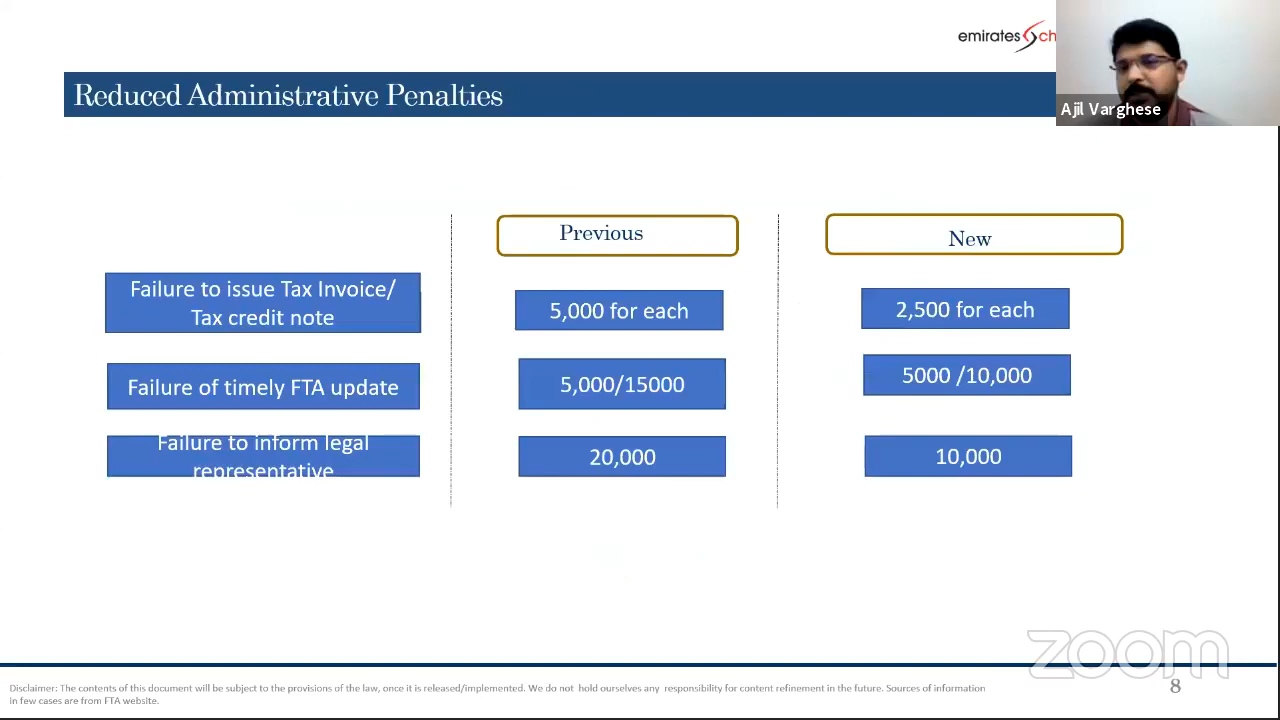 emirates ch
Reduced Administrative Penalties
Ajil Varghese
Previous
New
Failure to issue Tax Invoice/
Tax credit note
5,000 for each
2,500 for each
Failure of timely FTA update
5,000/15000
5000 /10,000
Failure to inform legal
representative
20,000
10,000
zoom
Disclaimer: The contents of this document will be subject to the provisions of the law, once it is released/implemented. We do not hold ourselves any responsibility for content refinement in the future. Sources of information
in few cases are from FTA website.
8